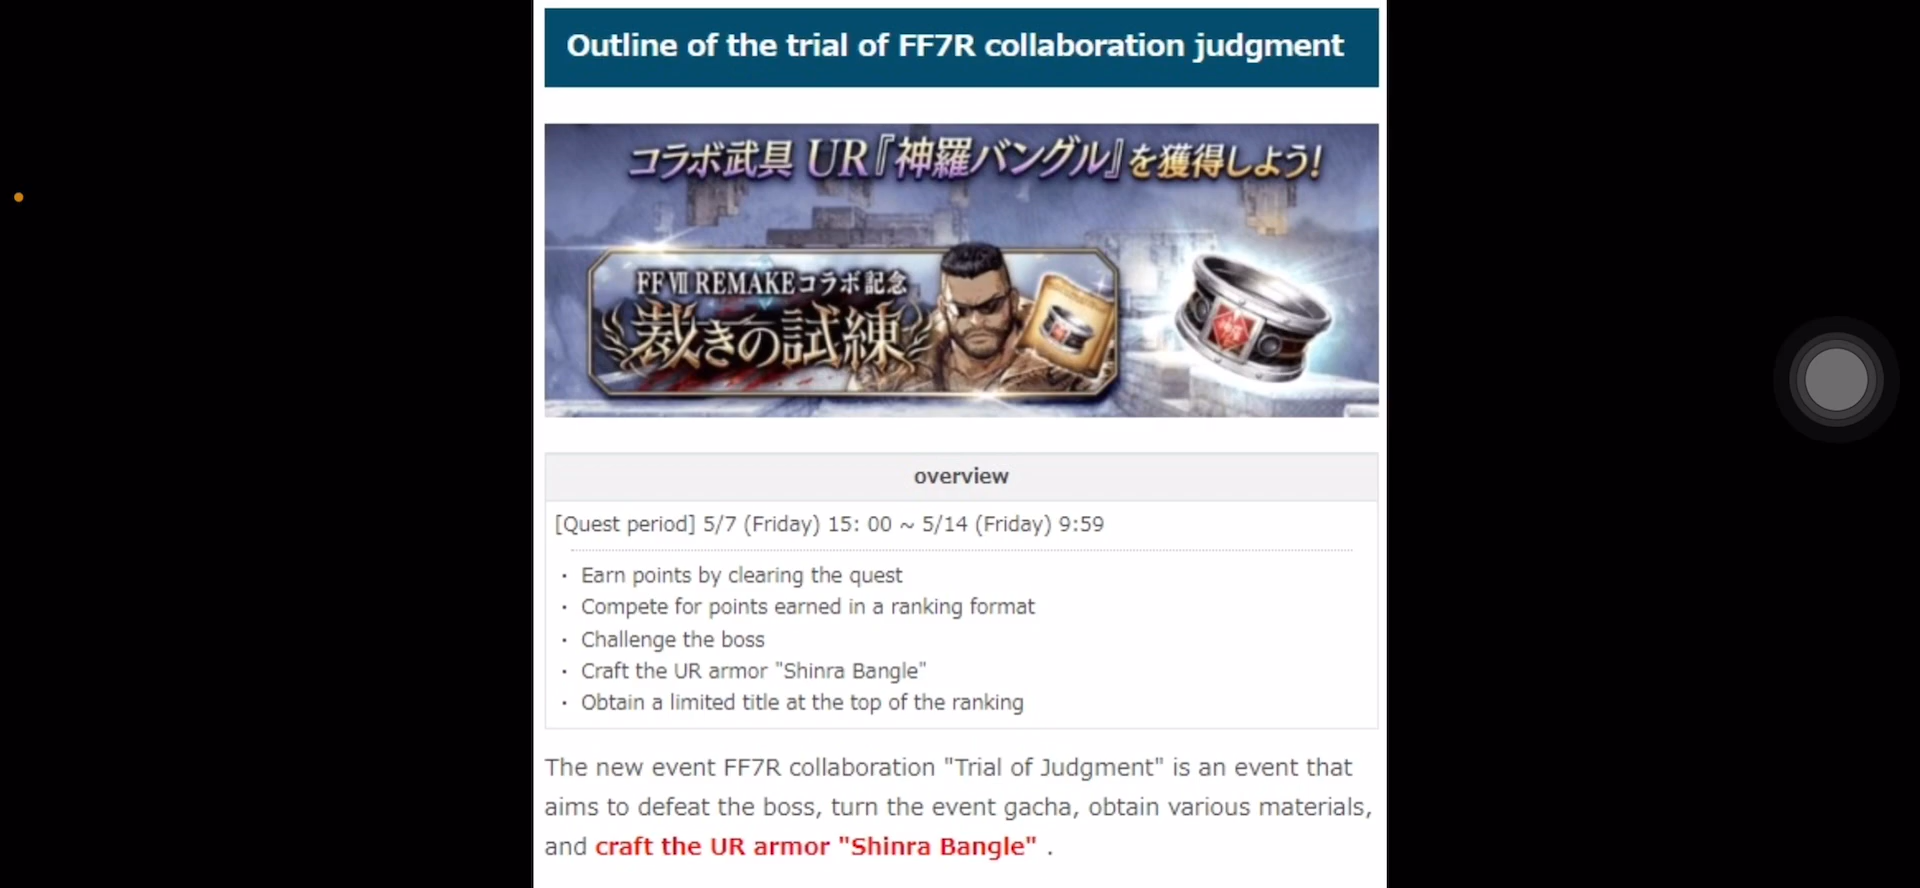 Outline of the trial of FF7R collaboration judgment
コラボ武具 UR『神羅バングル』を獲得しよう!
FFⅦ REMAKEコラボ記念
裁きの試練
神羅
overview
[Quest period] 5/7 (Friday) 15: 00 ~ 5/14 (Friday) 9:59
・ Earn points by clearing the quest
・ Compete for points earned in a ranking format
・ Challenge the boss
・ Craft the UR armor "Shinra Bangle"
・ Obtain a limited title at the top of the ranking
The new event FF7R collaboration "Trial of Judgment" is an event that
aims to defeat the boss, turn the event gacha, obtain various materials,
and craft the UR armor "Shinra Bangle" .